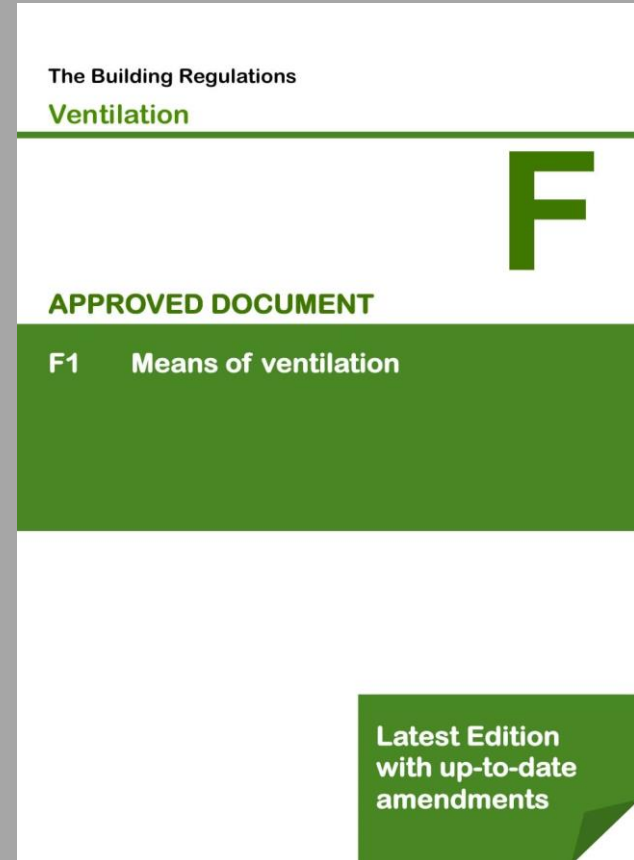 The Building Regulations
Ventilation
F
APPROVED DOCUMENT
F1 Means of ventilation
Latest Edition
with up-to-date
amendments